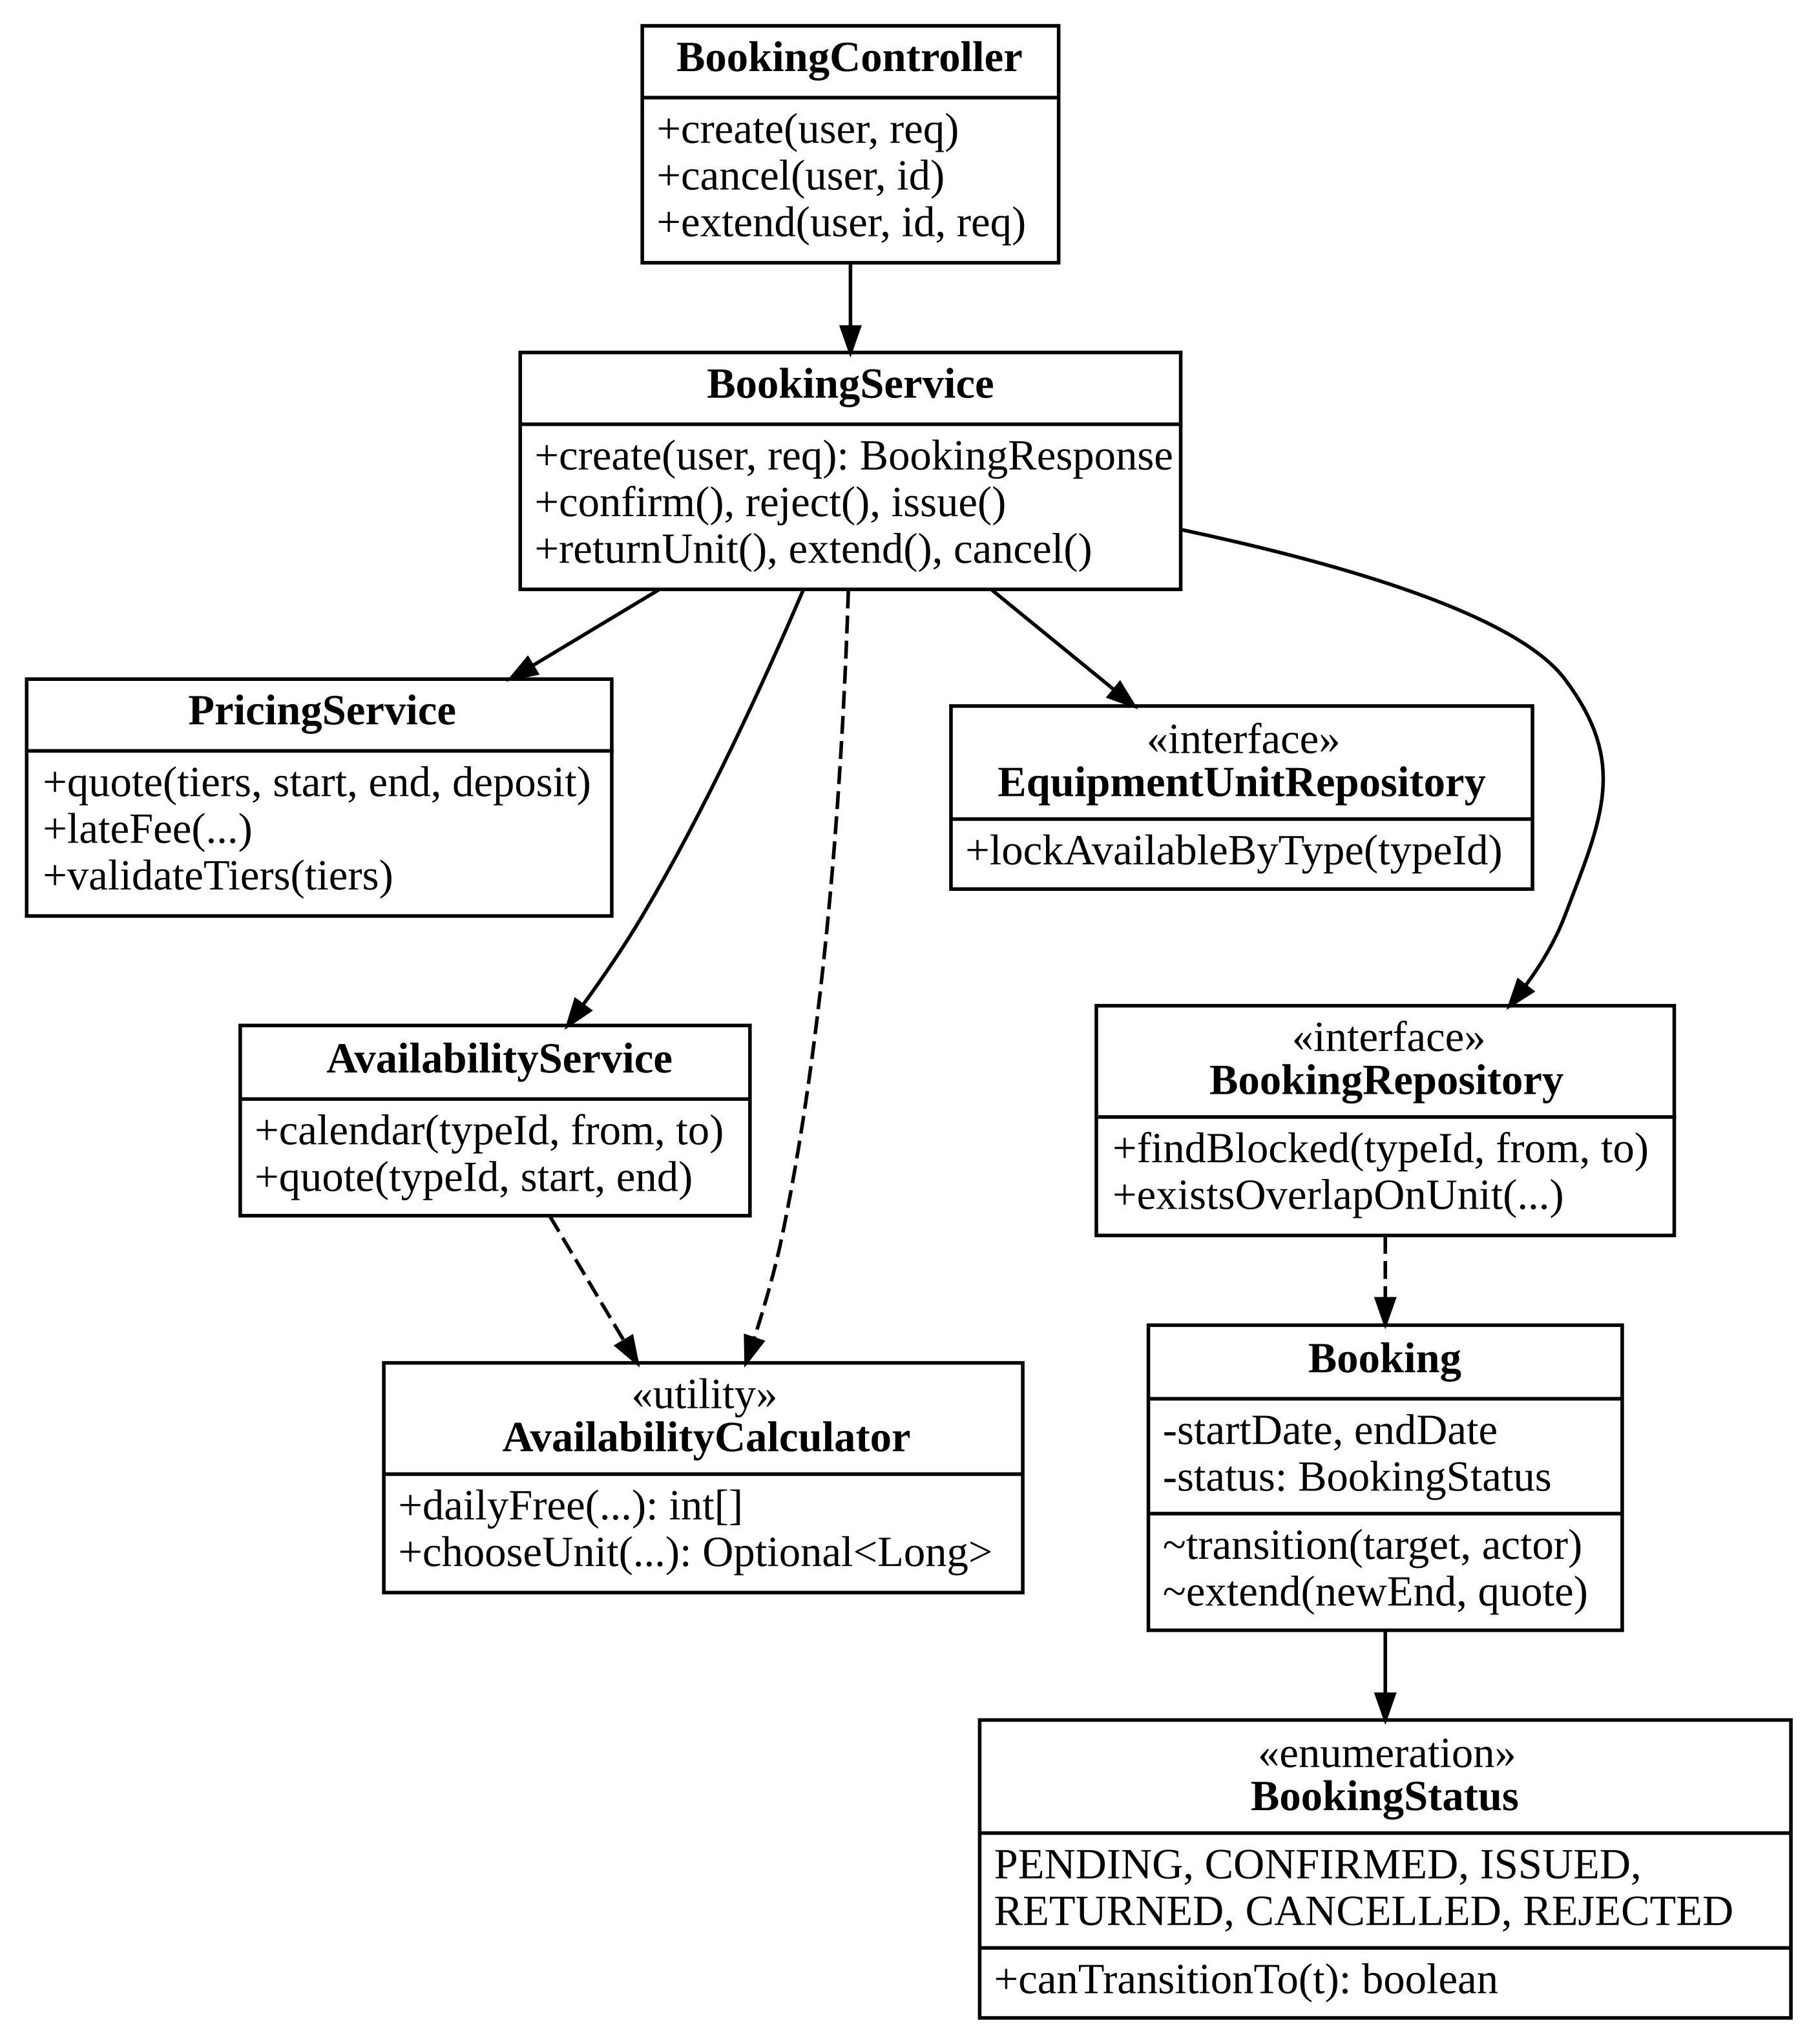 BookingController
+create(user, req)
+cancel(user, id)
+extend(user, id, req)
BookingService
+create(user, req): BookingResponse
+confirm(), reject(), issue()
+returnUnit(), extend(), cancel()
PricingService
+quote(tiers, start, end, deposit)
+lateFee(...)
+validateTiers(tiers)
«interface»
EquipmentUnitRepository
+lockAvailableByType(typeId)
AvailabilityService
+calendar(typeId, from, to)
+quote(typeId, start, end)
«interface»
BookingRepository
+findBlocked(typeId, from, to)
+existsOverlapOnUnit(...)
«utility»
AvailabilityCalculator
+dailyFree(...): int[]
+chooseUnit(...): Optional<Long>
Booking
-startDate, endDate
-status: BookingStatus
~transition(target, actor)
~extend(newEnd, quote)
«enumeration»
BookingStatus
PENDING, CONFIRMED, ISSUED,
RETURNED, CANCELLED, REJECTED
+canTransitionTo(t): boolean